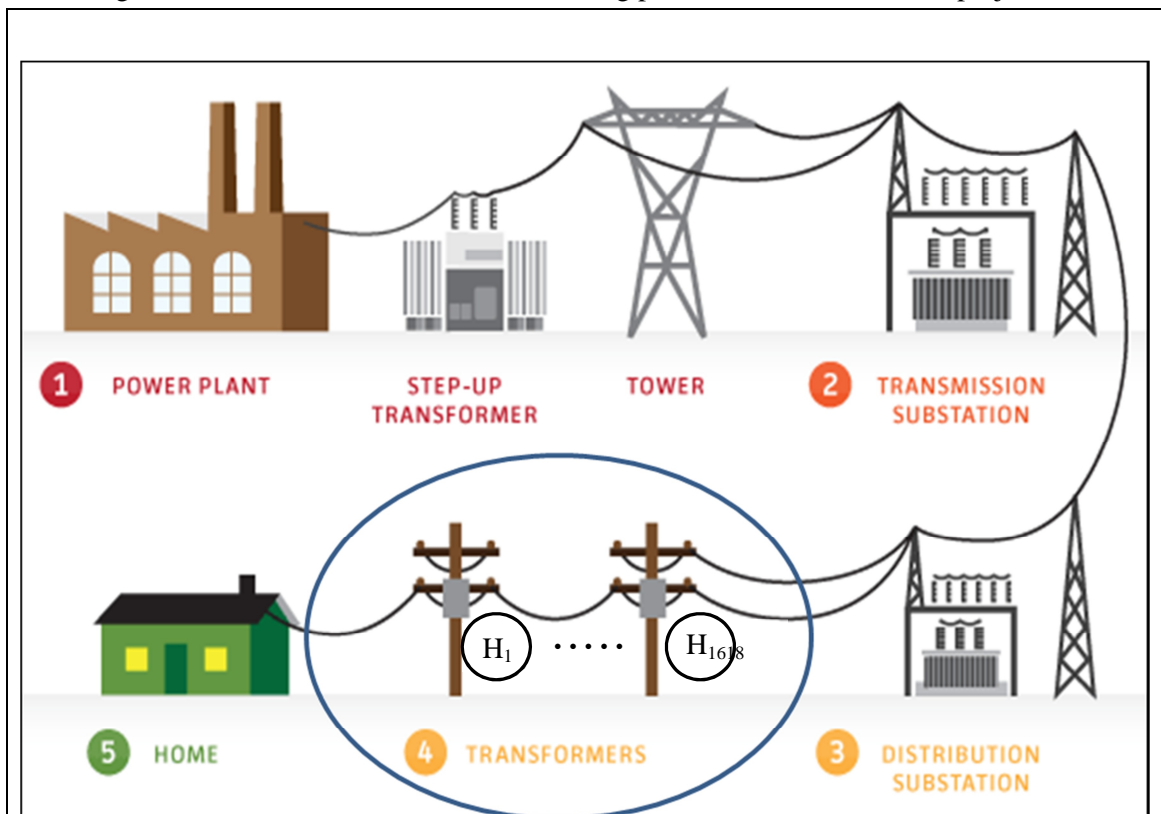 1 POWER PLANT
STEP-UP
TRANSFORMER
TOWER
2 TRANSMISSION
SUBSTATION
H₁ ..... H₁₆₁₈
5 HOME
4 TRANSFORMERS
3 DISTRIBUTION
SUBSTATION